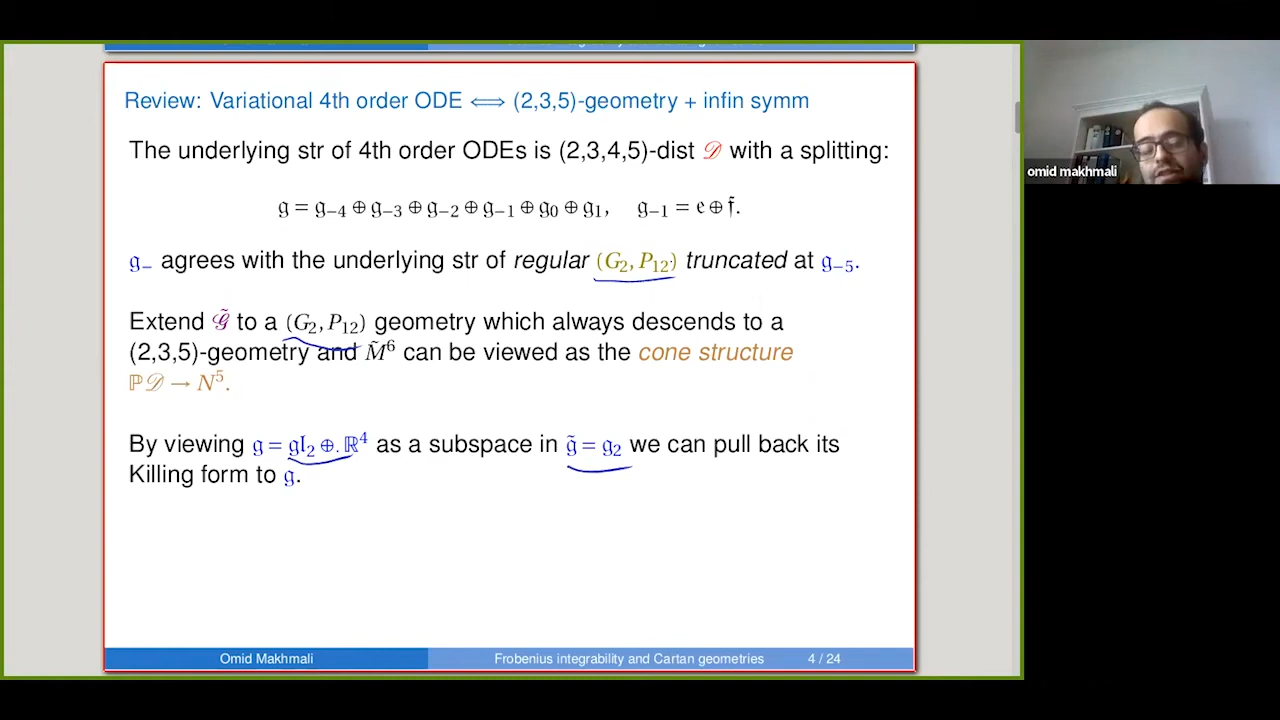 Review: Variational 4th order ODE ⟺ (2,3,5)-geometry + infin symm
The underlying str of 4th order ODEs is (2,3,4,5)-dist 𝒟 with a splitting:
𝔤 = 𝔤₋₄ ⊕ 𝔤₋₃ ⊕ 𝔤₋₂ ⊕ 𝔤₋₁ ⊕ 𝔤₀ ⊕ 𝔤₁, 𝔤₋₁ = 𝔢 ⊕ 𝔣.
𝔤₋ agrees with the underlying str of regular (G₂, P₁₂) truncated at 𝔤₋₅.
Extend 𝒢̃ to a (G₂, P₁₂) geometry which always descends to a
(2,3,5)-geometry and M̃⁶ can be viewed as the cone structure
ℙ𝒟 → N⁵.
By viewing 𝔤 = 𝔤𝔩₂ ⊕ ℝ⁴ as a subspace in 𝔤̃ = 𝔤₂ we can pull back its
Killing form to 𝔤.
Omid Makhmali
Frobenius integrability and Cartan geometries 4 / 24
omid makhmali